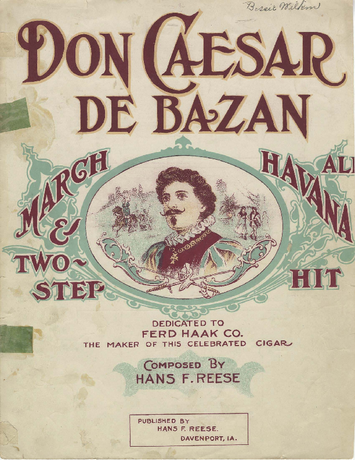 DON CAESAR
DE BAZAN
MARCH
&
TWO-
STEP
ALL
HAVANA
HIT
DEDICATED TO
FERD HAAK CO.
THE MAKER OF THIS CELEBRATED CIGAR
COMPOSED BY
HANS F. REESE
PUBLISHED BY
HANS F. REESE.
DAVENPORT, IA.